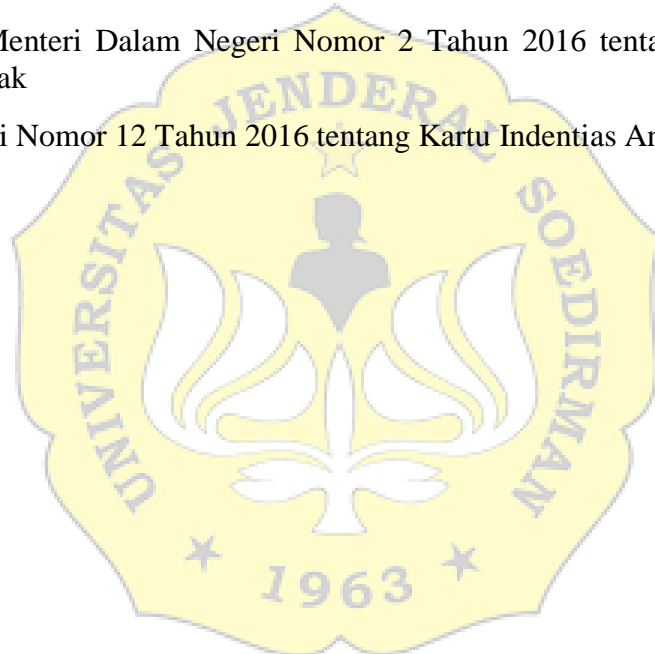 Menteri Dalam Negeri Nomor 2 Tahun 2016 tenta
ak
i Nomor 12 Tahun 2016 tentang Kartu Indentias An
UNIVERSITAS JENDERAL SOEDIRMAN
1963